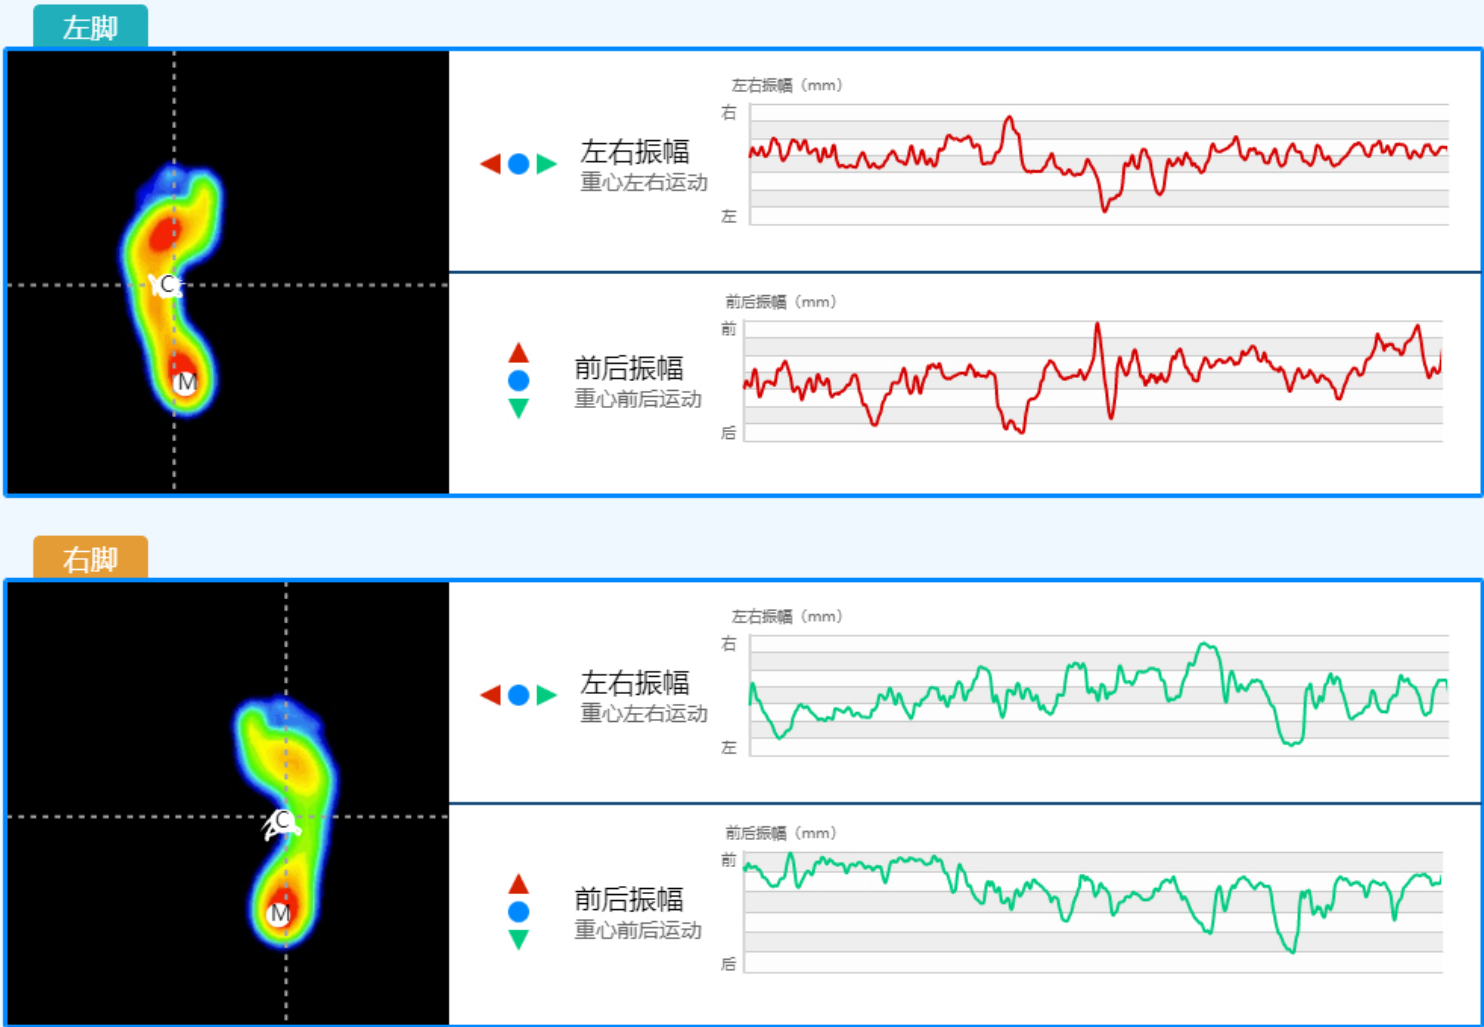 左脚
左右振幅（mm）
右
左右振幅
重心左右运动
左
C
M
前后振幅（mm）
前
前后振幅
重心前后运动
后
右脚
左右振幅（mm）
右
左右振幅
重心左右运动
左
C
M
前后振幅（mm）
前
前后振幅
重心前后运动
后